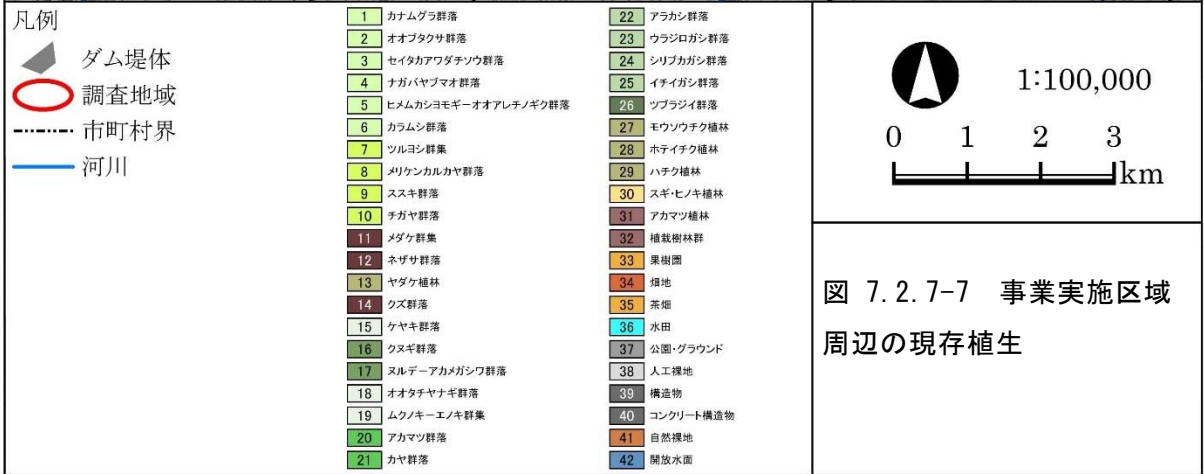 凡例
ダム堤体
調査地域
市町村界
河川
1 カナムグラ群落
2 オオブタクサ群落
3 セイタカアワダチソウ群落
4 ナガバヤブマオ群落
5 ヒメムカシヨモギーオオアレチノギク群落
6 カラムシ群落
7 ツルヨシ群集
8 メリケンカルカヤ群落
9 ススキ群落
10 チガヤ群落
11 メダケ群集
12 ネザサ群落
13 ヤダケ植林
14 クズ群落
15 ケヤキ群落
16 クヌギ群落
17 ヌルデーアカメガシワ群落
18 オオタチヤナギ群落
19 ムクノキーエノキ群集
20 アカマツ群落
21 カヤ群落
22 アラカシ群落
23 ウラジロガシ群落
24 シリブカガシ群落
25 イチイガシ群落
26 ツブラジイ群落
27 モウソウチク植林
28 ホテイチク植林
29 ハチク植林
30 スギ・ヒノキ植林
31 アカマツ植林
32 植栽樹林群
33 果樹園
34 畑地
35 茶畑
36 水田
37 公園・グラウンド
38 人工裸地
39 構造物
40 コンクリート構造物
41 自然裸地
42 開放水面
1:100,000
0 1 2 3
km
図 7.2.7-7 事業実施区域
周辺の現存植生